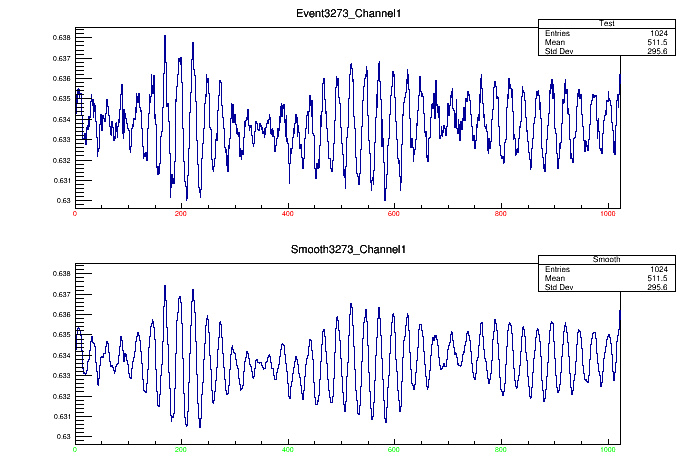 Event3273_Channel1
Test
Entries 1024
Mean 511.5
Std Dev 295.6
0.638
0.637
0.636
0.635
0.634
0.633
0.632
0.631
0.63
0 200 400 600 800 1000
Smooth3273_Channel1
Smooth
Entries 1024
Mean 511.5
Std Dev 295.6
0.638
0.637
0.636
0.635
0.634
0.633
0.632
0.631
0.63
0 200 400 600 800 1000